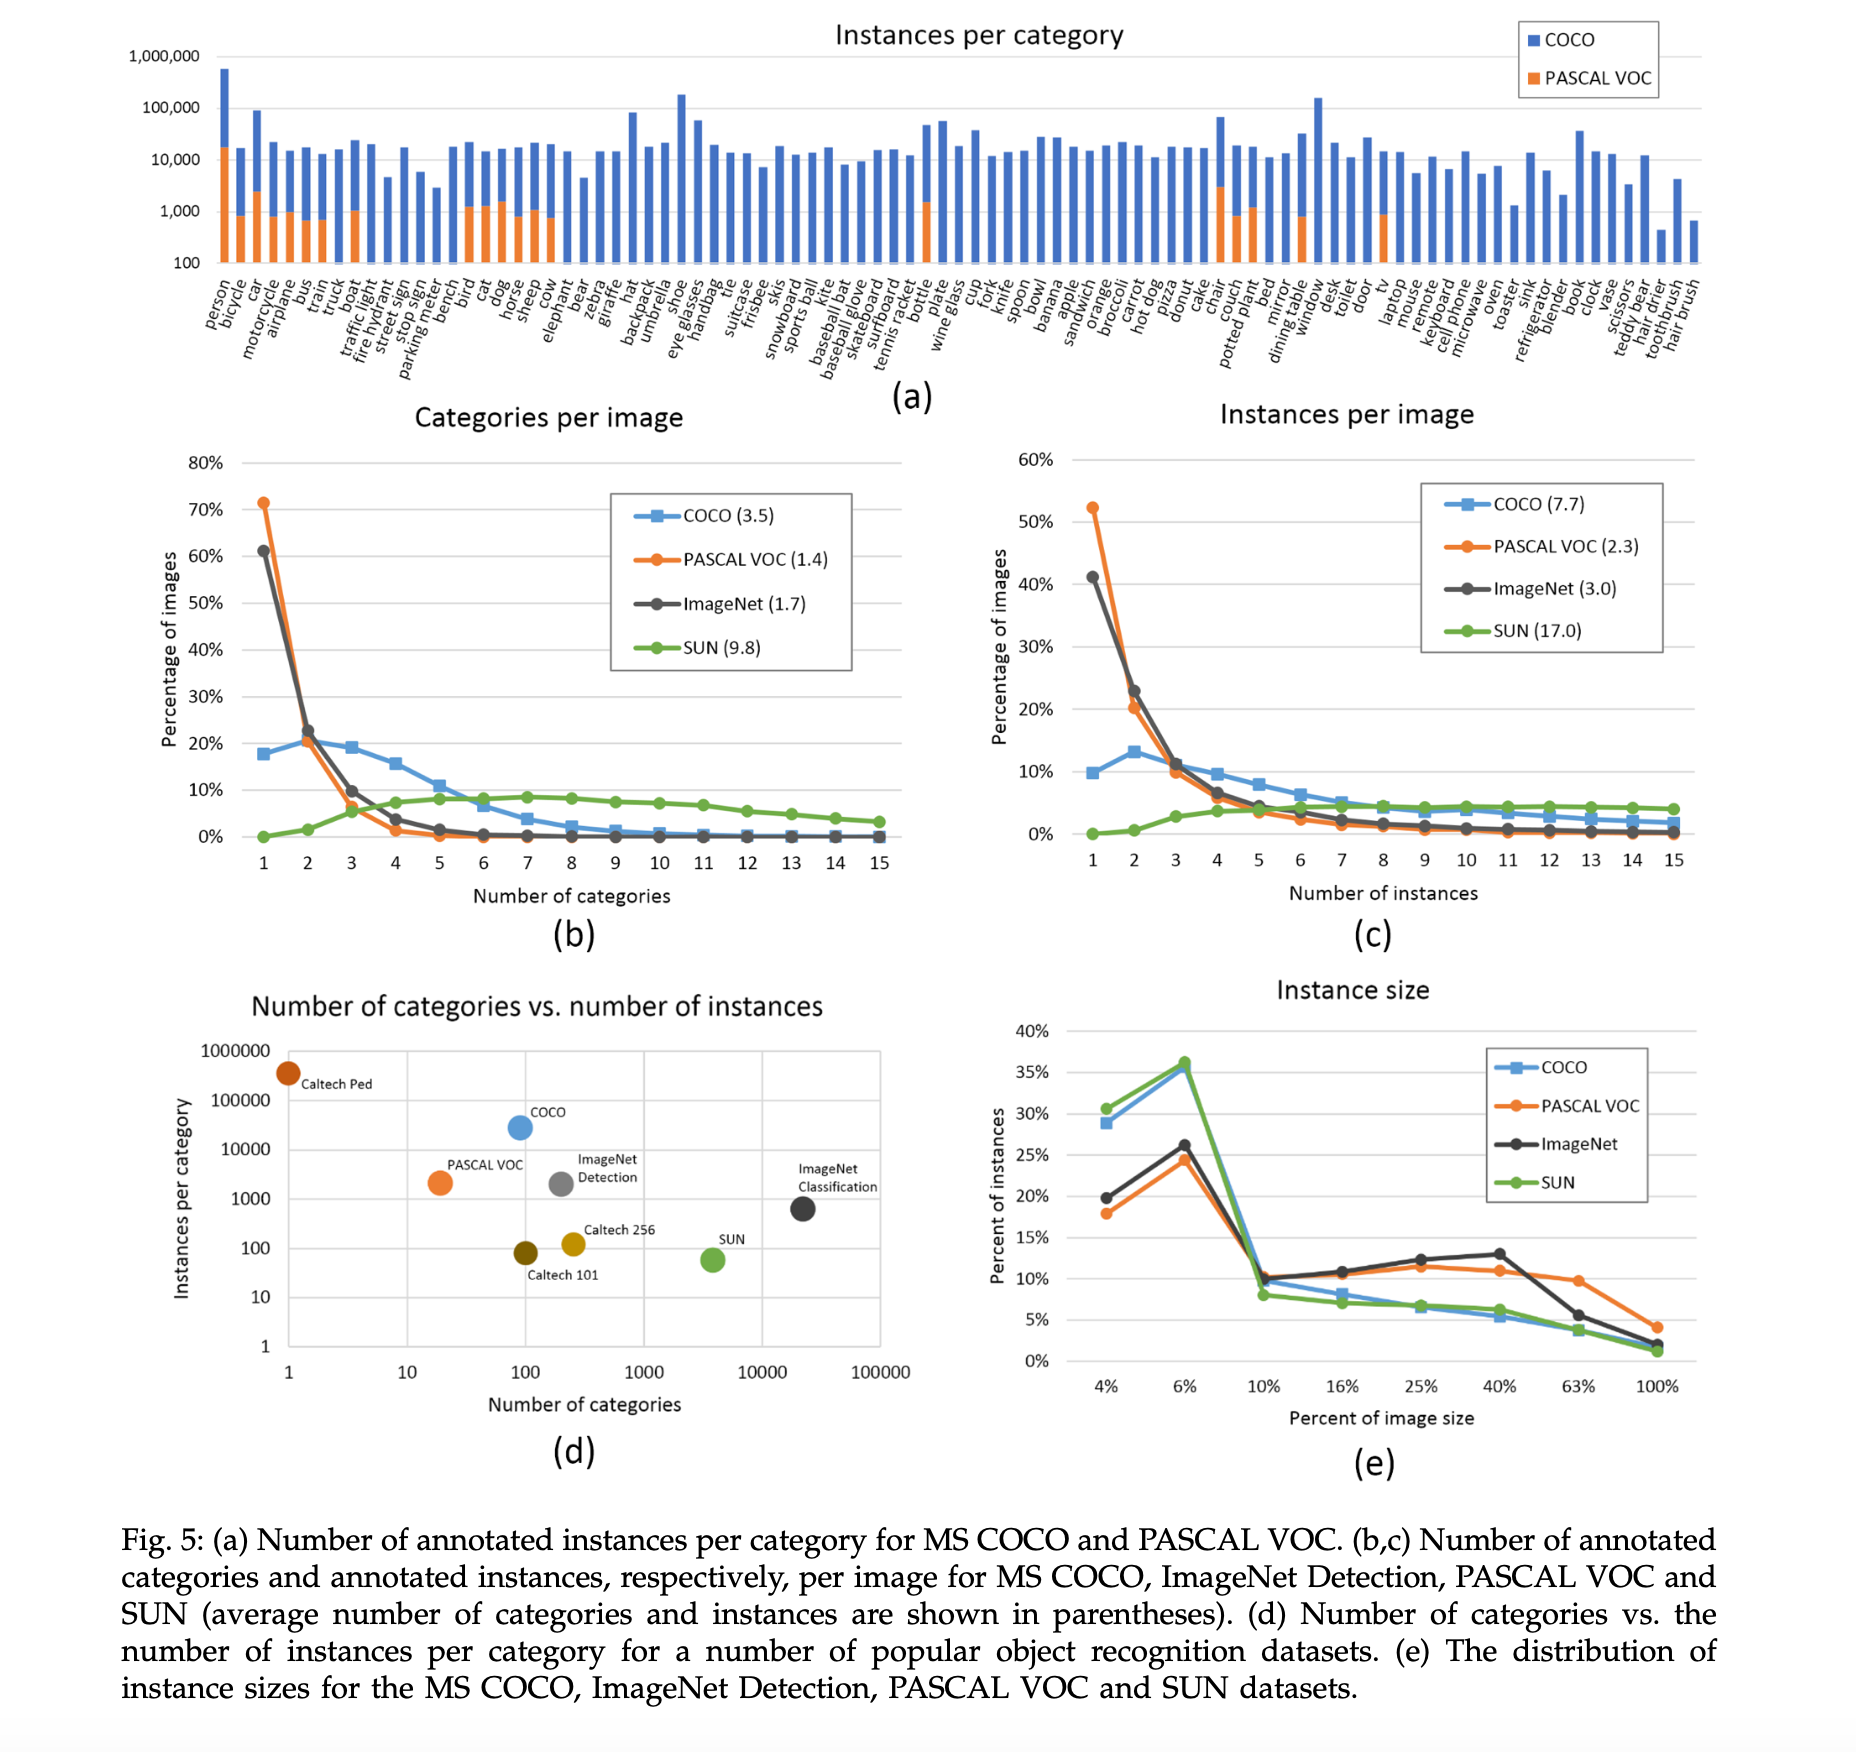 Instances per category
COCO
PASCAL VOC
1,000,000
100,000
10,000
1,000
100
person
bicycle
car
motorcycle
airplane
bus
train
truck
boat
traffic light
fire hydrant
street sign
stop sign
parking meter
bench
bird
cat
dog
horse
sheep
cow
elephant
bear
zebra
giraffe
hat
backpack
umbrella
shoe
eye glasses
handbag
tie
suitcase
frisbee
skis
snowboard
sports ball
kite
baseball bat
baseball glove
skateboard
surfboard
tennis racket
bottle
plate
wine glass
cup
fork
knife
spoon
bowl
banana
apple
sandwich
orange
broccoli
carrot
hot dog
pizza
donut
cake
chair
couch
potted plant
bed
mirror
dining table
window
desk
toilet
door
tv
laptop
mouse
remote
keyboard
cell phone
microwave
oven
toaster
sink
refrigerator
blender
book
clock
vase
scissors
teddy bear
hair drier
toothbrush
hair brush
(a)
Categories per image
80%
70%
60%
50%
40%
30%
20%
10%
0%
Percentage of images
COCO (3.5)
PASCAL VOC (1.4)
ImageNet (1.7)
SUN (9.8)
1 2 3 4 5 6 7 8 9 10 11 12 13 14 15
Number of categories
(b)
Instances per image
60%
50%
40%
30%
20%
10%
0%
Percentage of images
COCO (7.7)
PASCAL VOC (2.3)
ImageNet (3.0)
SUN (17.0)
1 2 3 4 5 6 7 8 9 10 11 12 13 14 15
Number of instances
(c)
Number of categories vs. number of instances
1000000
100000
10000
1000
100
10
1
Instances per category
Caltech Ped
COCO
PASCAL VOC
ImageNet
Detection
ImageNet
Classification
Caltech 256
Caltech 101
SUN
1 10 100 1000 10000 100000
Number of categories
(d)
Instance size
40%
35%
30%
25%
20%
15%
10%
5%
0%
Percent of instances
COCO
PASCAL VOC
ImageNet
SUN
4% 6% 10% 16% 25% 40% 63% 100%
Percent of image size
(e)
Fig. 5: (a) Number of annotated instances per category for MS COCO and PASCAL VOC. (b,c) Number of annotated
categories and annotated instances, respectively, per image for MS COCO, ImageNet Detection, PASCAL VOC and
SUN (average number of categories and instances are shown in parentheses). (d) Number of categories vs. the
number of instances per category for a number of popular object recognition datasets. (e) The distribution of
instance sizes for the MS COCO, ImageNet Detection, PASCAL VOC and SUN datasets.